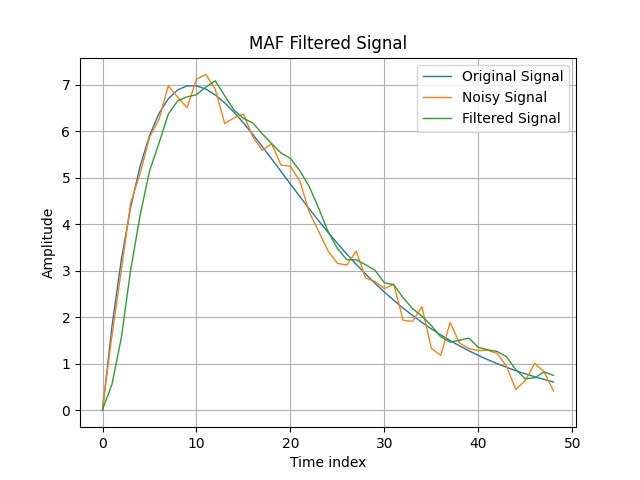 MAF Filtered Signal
Original Signal
Noisy Signal
Filtered Signal
Amplitude
7
6
5
4
3
2
1
0
0 10 20 30 40 50
Time index